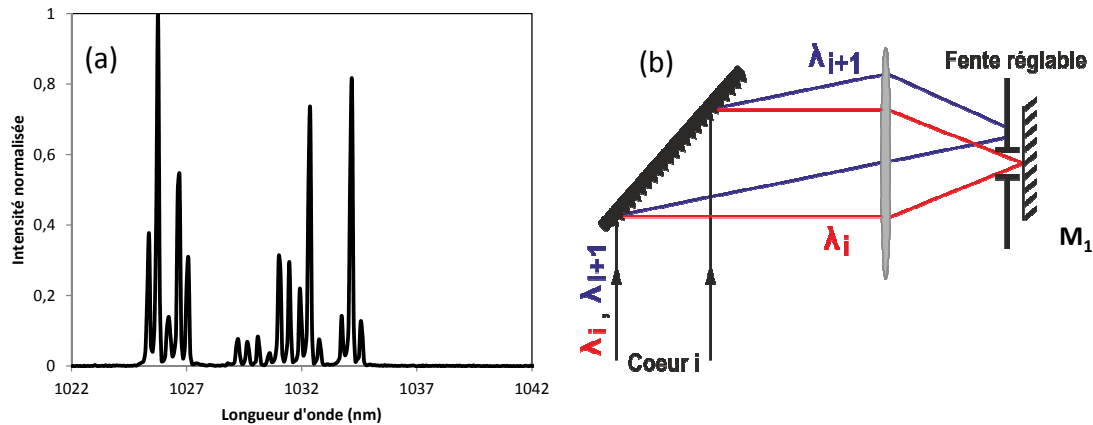 (a)
Intensité normalisée
1
0,8
0,6
0,4
0,2
0
1022
1027
1032
1037
1042
Longueur d'onde (nm)
(b)
λi+1
Fente réglable
λi
M1
λi , λi+1
Coeur i